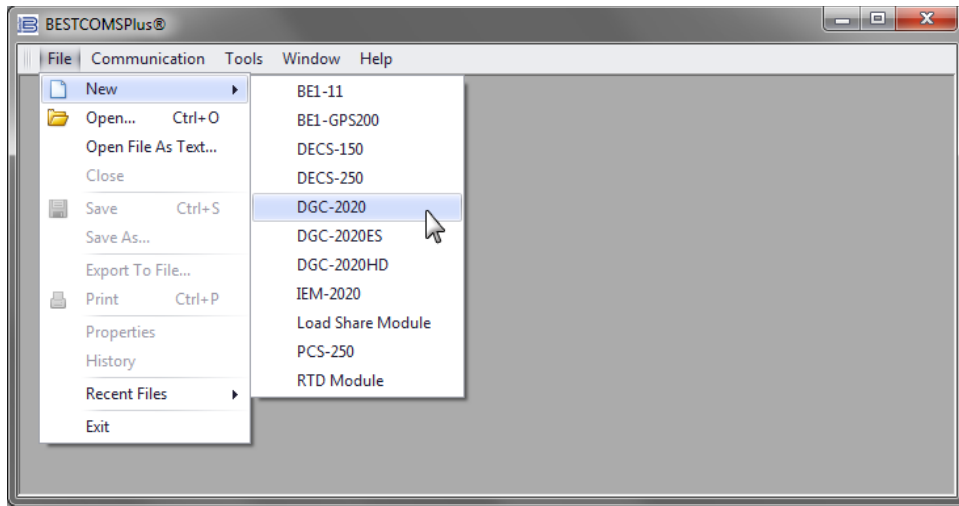 BESTCOMSPlus®
File Communication Tools Window Help
New
Open... Ctrl+O
Open File As Text...
Close
Save Ctrl+S
Save As...
Export To File...
Print Ctrl+P
Properties
History
Recent Files
Exit
BE1-11
BE1-GPS200
DECS-150
DECS-250
DGC-2020
DGC-2020ES
DGC-2020HD
IEM-2020
Load Share Module
PCS-250
RTD Module